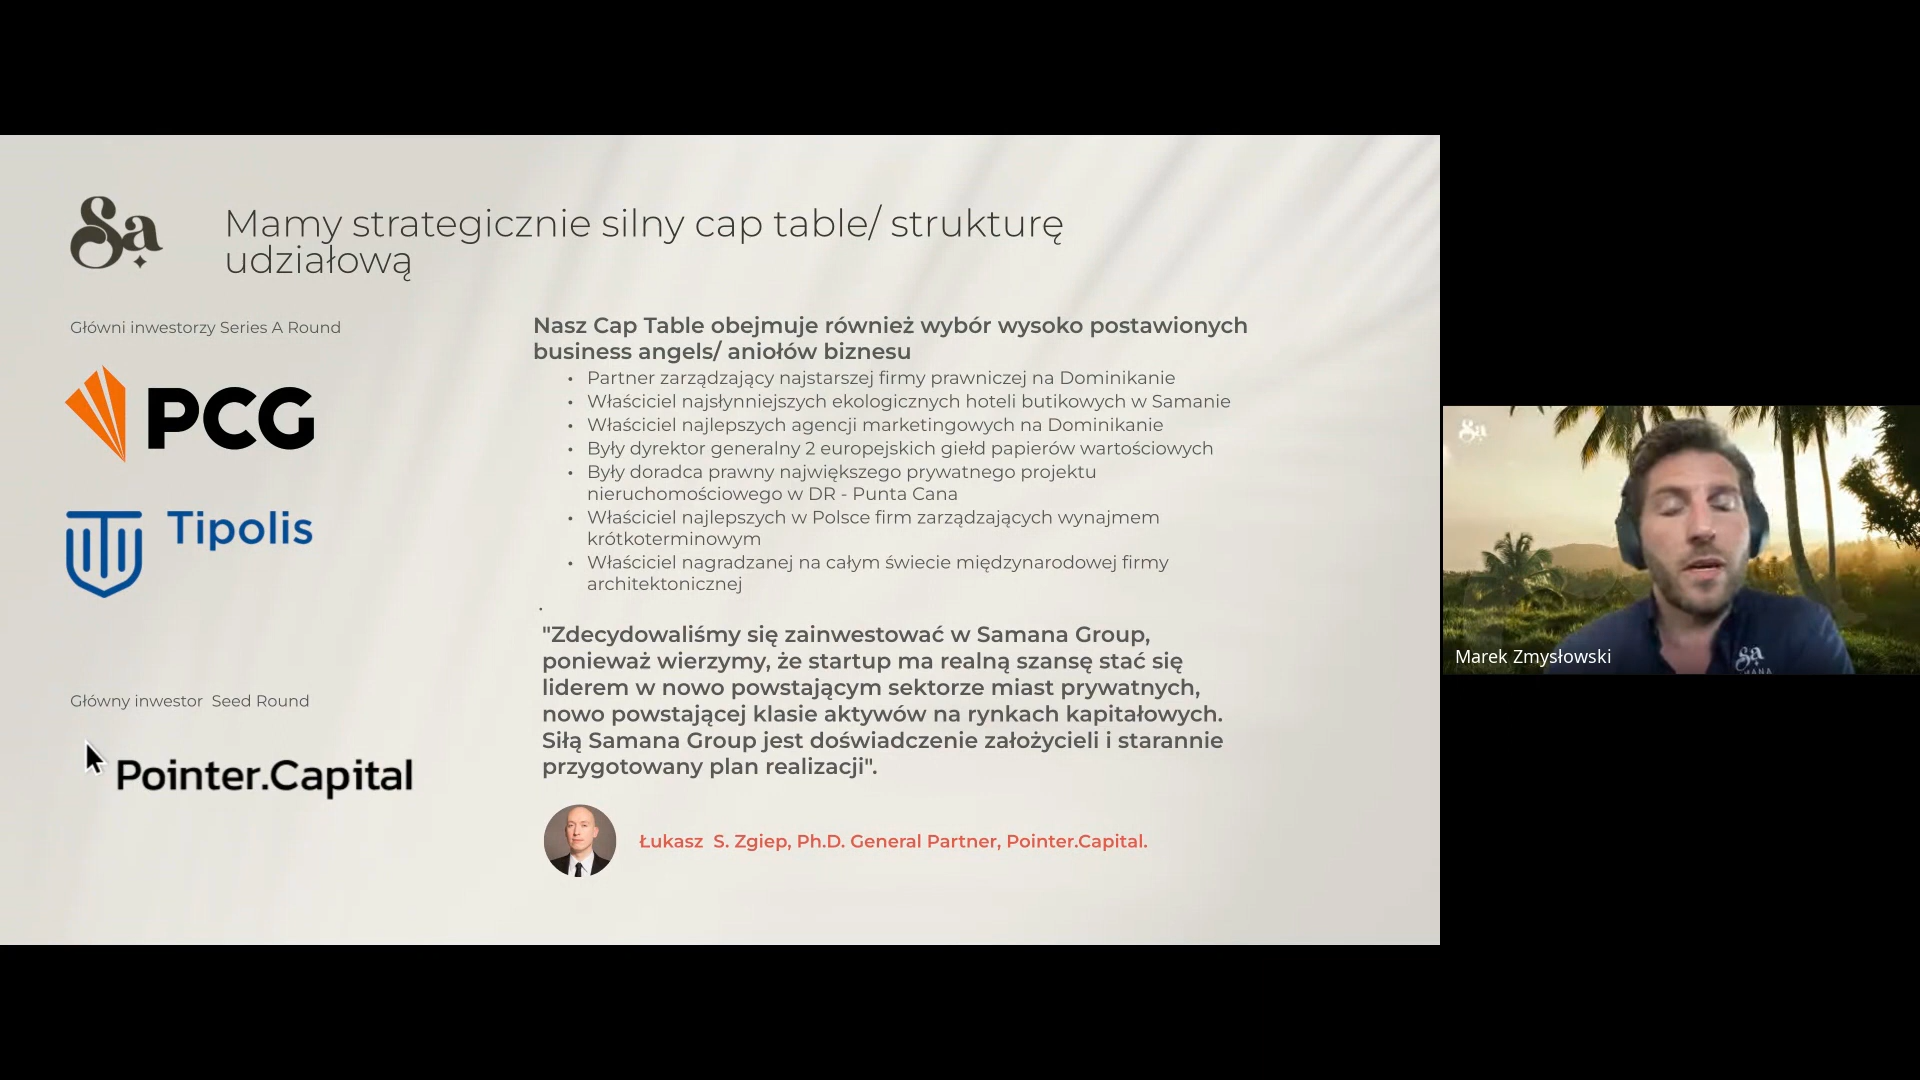 Sa
Mamy strategicznie silny cap table/ strukturę
udziałową
Główni inwestorzy Series A Round
PCG
Tipolis
Główny inwestor  Seed Round
Pointer.Capital
Nasz Cap Table obejmuje również wybór wysoko postawionych
business angels/ aniołów biznesu
• Partner zarządzający najstarszej firmy prawniczej na Dominikanie
• Właściciel najsłynniejszych ekologicznych hoteli butikowych w Samanie
• Właściciel najlepszych agencji marketingowych na Dominikanie
• Były dyrektor generalny 2 europejskich giełd papierów wartościowych
• Były doradca prawny największego prywatnego projektu
nieruchomościowego w DR - Punta Cana
• Właściciel najlepszych w Polsce firm zarządzających wynajmem
krótkoterminowym
• Właściciel nagradzanej na całym świecie międzynarodowej firmy
architektonicznej
.
"Zdecydowaliśmy się zainwestować w Samana Group,
ponieważ wierzymy, że startup ma realną szansę stać się
liderem w nowo powstającym sektorze miast prywatnych,
nowo powstającej klasie aktywów na rynkach kapitałowych.
Siłą Samana Group jest doświadczenie założycieli i starannie
przygotowany plan realizacji".
Łukasz  S. Zgiep, Ph.D. General Partner, Pointer.Capital.
Sa
Sa
Marek Zmysłowski